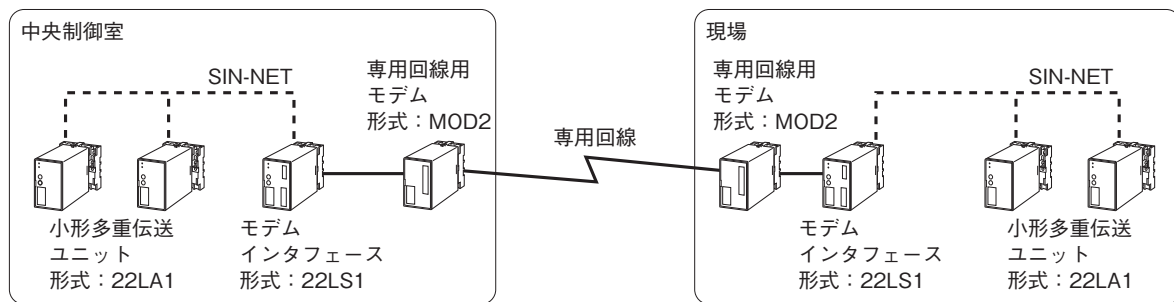 中央制御室
SIN-NET
専用回線用
モデム
形式：MOD2
小形多重伝送
ユニット
形式：22LA1
モデム
インタフェース
形式：22LS1
専用回線
現場
専用回線用
モデム
形式：MOD2
SIN-NET
モデム
インタフェース
形式：22LS1
小形多重伝送
ユニット
形式：22LA1